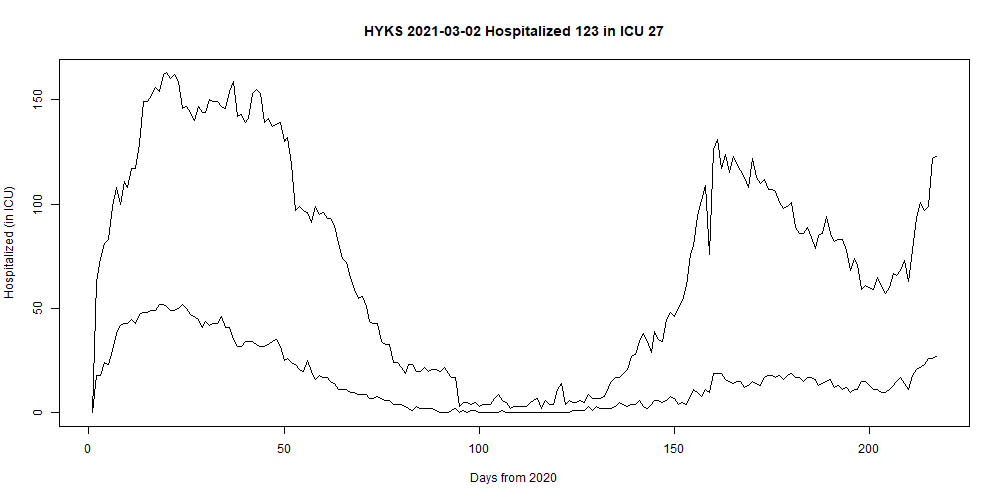 HYKS 2021-03-02 Hospitalized 123 in ICU 27
Hospitalized (in ICU)
150
100
50
0
0 50 100 150 200
Days from 2020